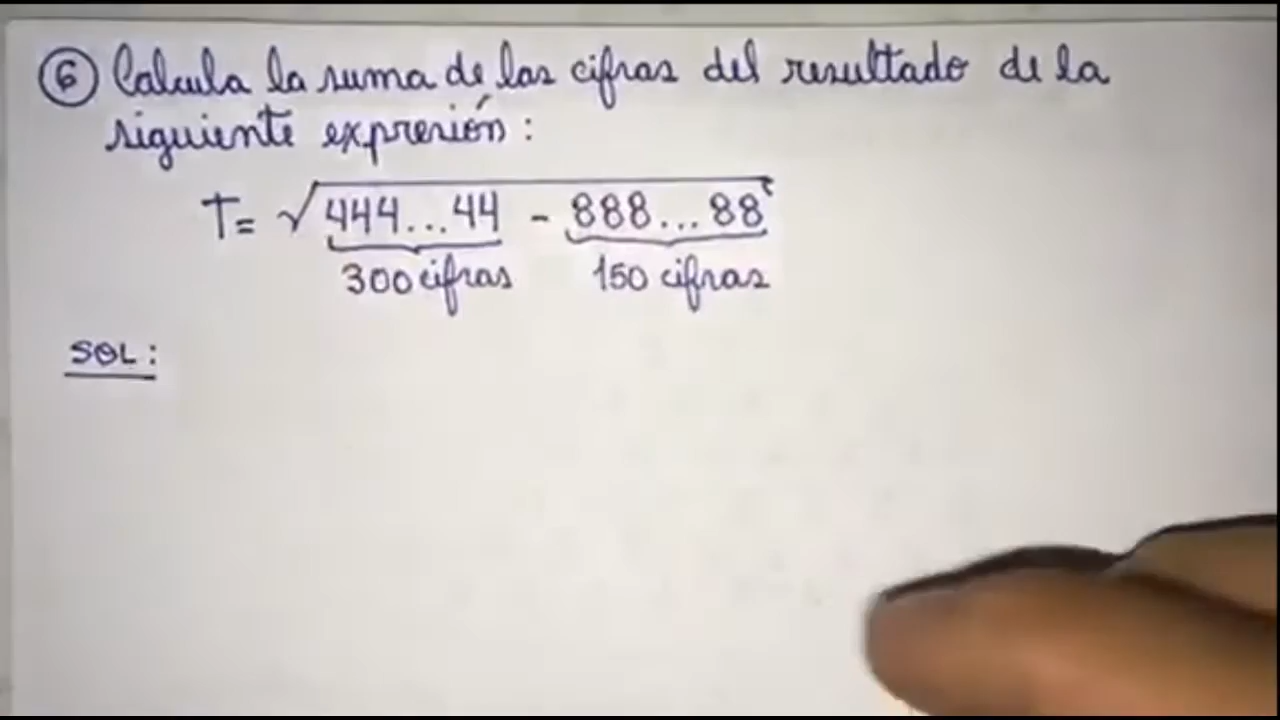 6 Calcula la suma de las cifras del resultado de la
siguiente expresión:
T= √444...44 - 888...88
300 cifras 150 cifras
SOL: